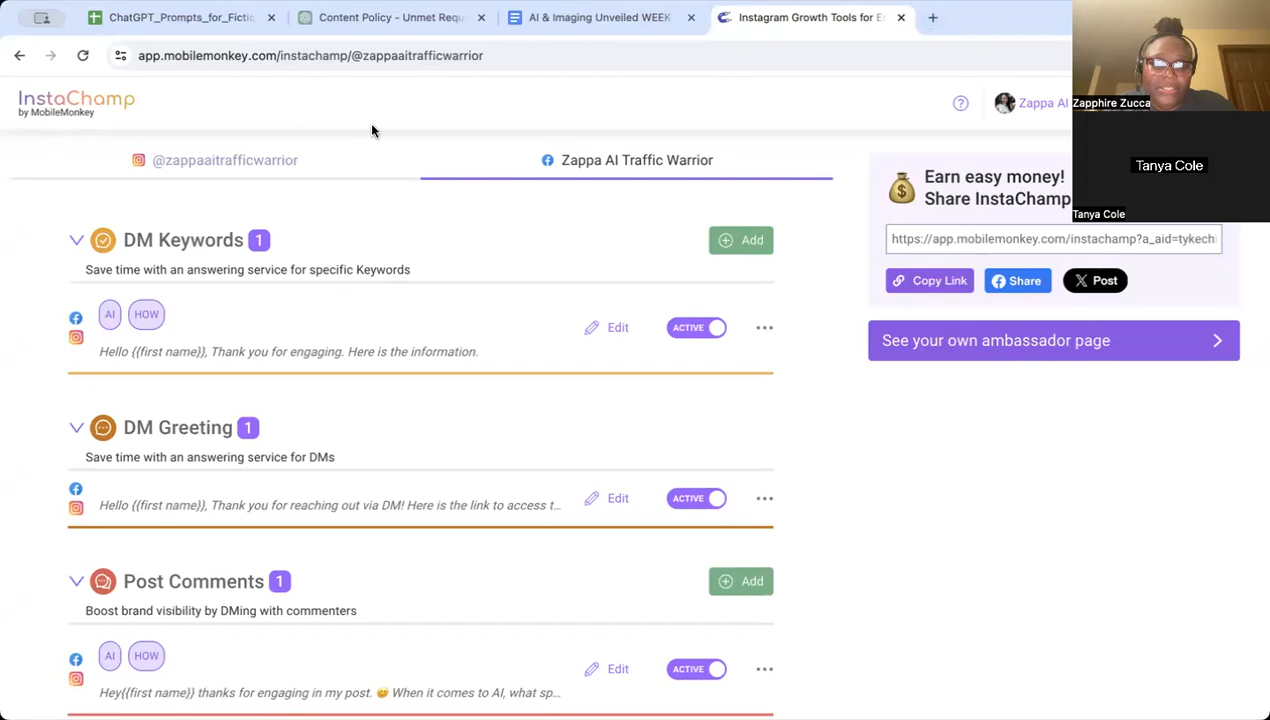 ChatGPT_Prompts_for_Fictic
Content Policy - Unmet Requ
AI & Imaging Unveiled WEEK
Instagram Growth Tools for Er
app.mobilemonkey.com/instachamp/@zappaaitrafficwarrior
InstaChamp
by MobileMonkey
Zappa AI
Zapphire Zucca
Tanya Cole
Tanya Cole
@zappaaitrafficwarrior
Zappa AI Traffic Warrior
Earn easy money!
Share InstaChamp
https://app.mobilemonkey.com/instachamp?a_aid=tykechi
Copy Link
Share
Post
See your own ambassador page
DM Keywords 1
Add
Save time with an answering service for specific Keywords
AI HOW
Edit
ACTIVE
Hello {{first name}}, Thank you for engaging. Here is the information.
DM Greeting 1
Save time with an answering service for DMs
Hello {{first name}}, Thank you for reaching out via DM! Here is the link to access t...
Edit
ACTIVE
Post Comments 1
Add
Boost brand visibility by DMing with commenters
AI HOW
Edit
ACTIVE
Hey{{first name}} thanks for engaging in my post. 😊 When it comes to AI, what sp...